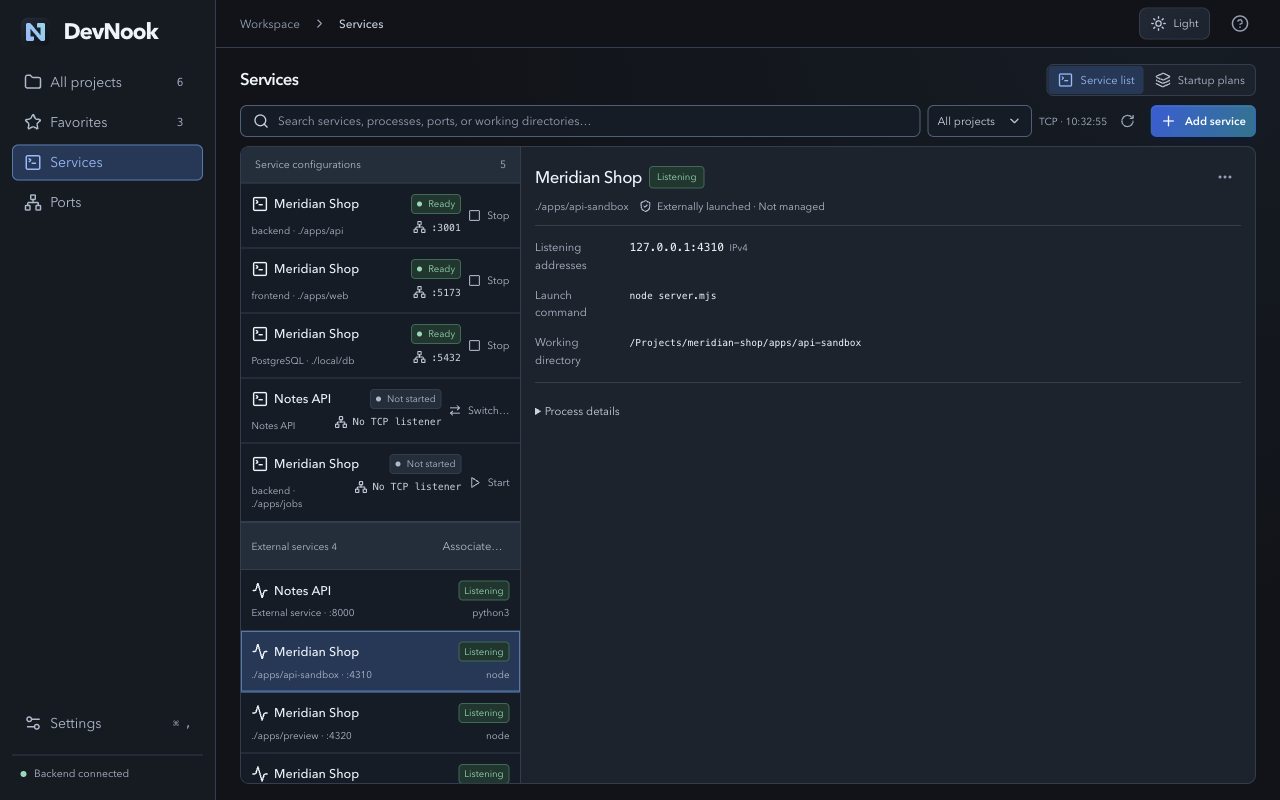 DevNook
All projects 6
Favorites 3
Services
Ports
Settings ⌘ ,
Backend connected
Workspace > Services
Light
Services
Service list
Startup plans
Search services, processes, ports, or working directories…
All projects
TCP · 10:32:55
Add service
Service configurations 5
Meridian Shop Ready
backend · ./apps/api :3001 Stop
Meridian Shop Ready
frontend · ./apps/web :5173 Stop
Meridian Shop Ready
PostgreSQL · ./local/db :5432 Stop
Notes API Not started
Notes API No TCP listener Switch…
Meridian Shop Not started
backend · No TCP listener Start
./apps/jobs
External services 4 Associate…
Notes API Listening
External service · :8000 python3
Meridian Shop Listening
./apps/api-sandbox · :4310 node
Meridian Shop Listening
./apps/preview · :4320 node
Meridian Shop Listening
Meridian Shop Listening
./apps/api-sandbox Externally launched · Not managed
Listening addresses 127.0.0.1:4310 IPv4
Launch command node server.mjs
Working directory /Projects/meridian-shop/apps/api-sandbox
Process details